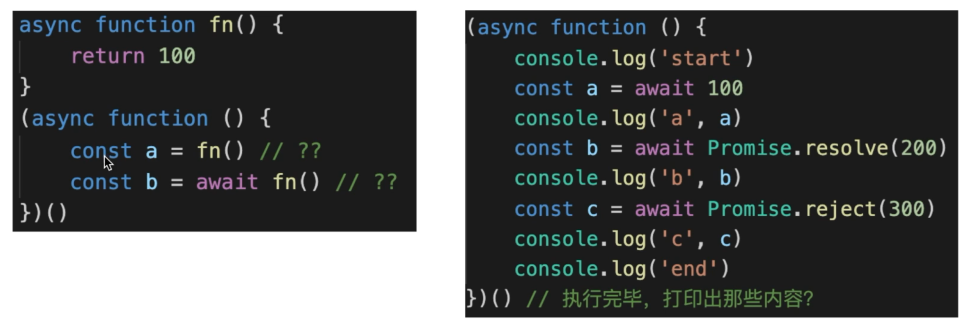 async function fn() {
    return 100
}
(async function () {
    const a = fn() // ??
    const b = await fn() // ??
})()
(async function () {
    console.log('start')
    const a = await 100
    console.log('a', a)
    const b = await Promise.resolve(200)
    console.log('b', b)
    const c = await Promise.reject(300)
    console.log('c', c)
    console.log('end')
})() // 执行完毕，打印出那些内容？